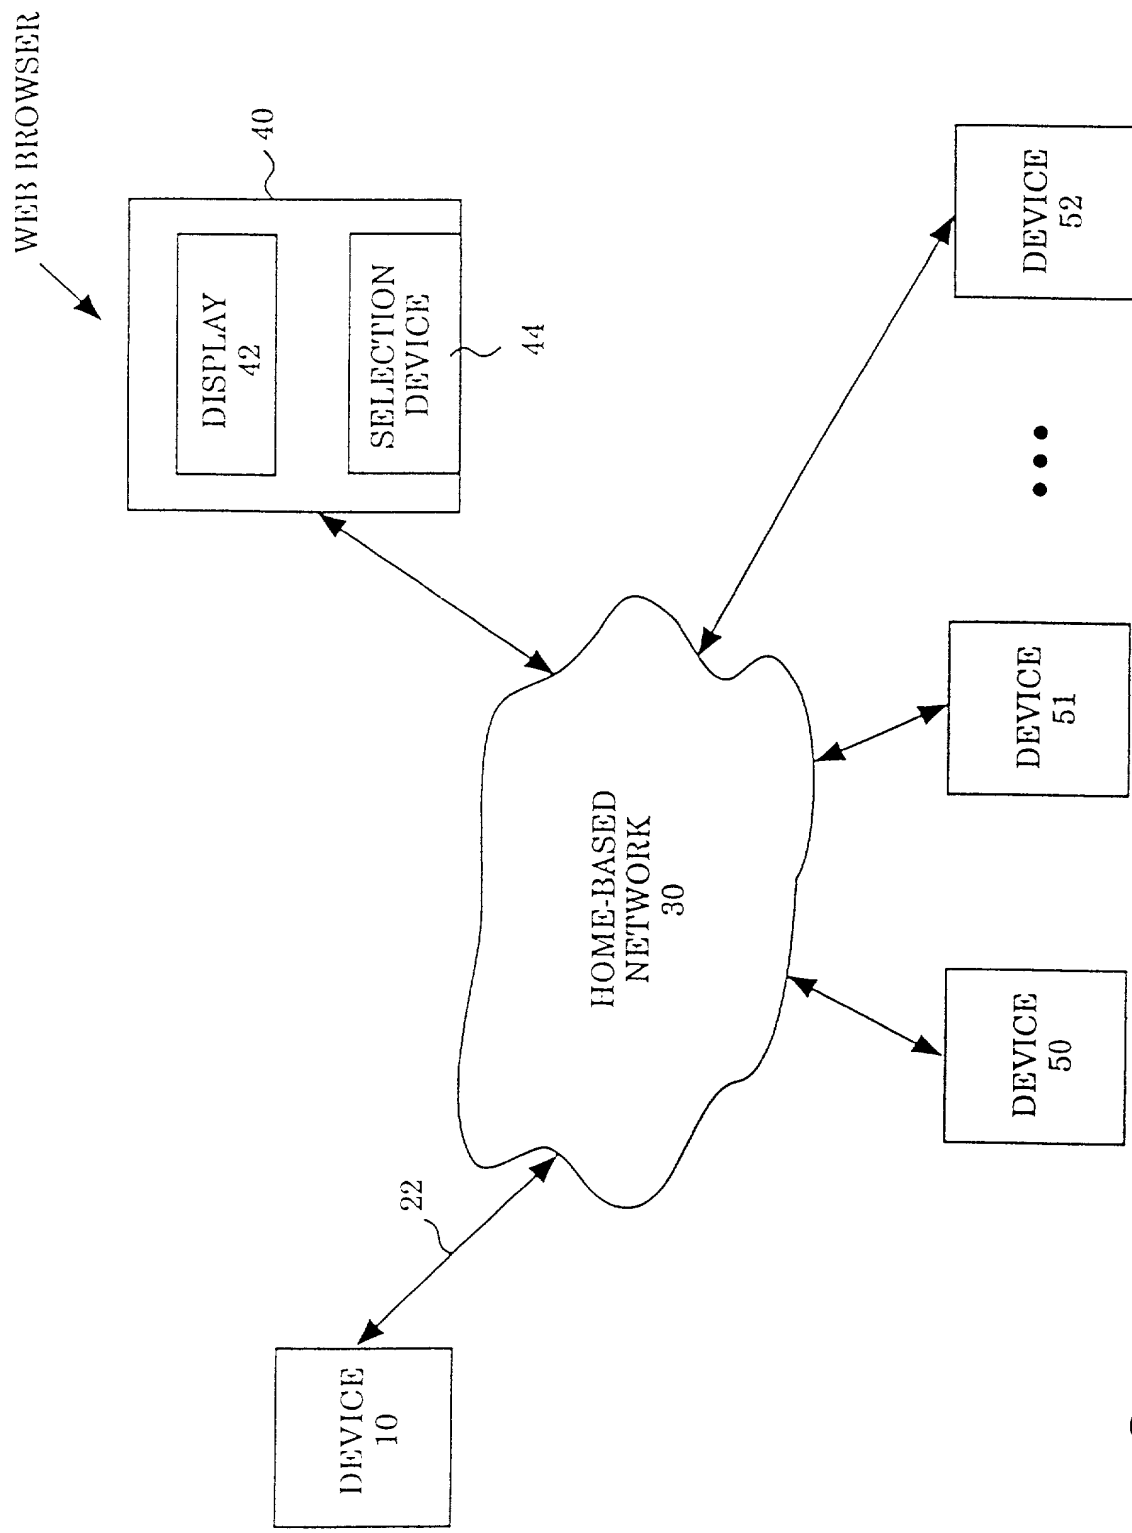 WEB BROWSER
40
DISPLAY
42
SELECTION
DEVICE
44
DEVICE
10
22
HOME-BASED
NETWORK
30
DEVICE
50
DEVICE
51
DEVICE
52